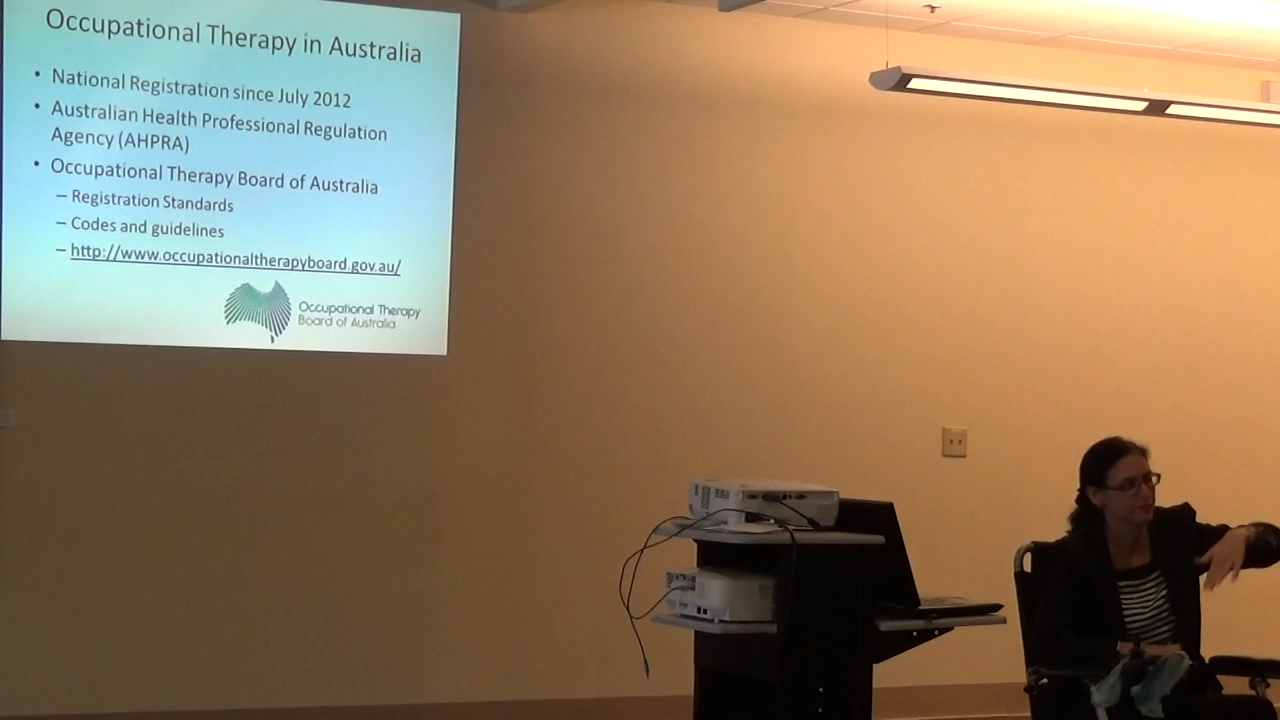 Occupational Therapy in Australia
• National Registration since July 2012
• Australian Health Professional Regulation
Agency (AHPRA)
• Occupational Therapy Board of Australia
– Registration Standards
– Codes and guidelines
– http://www.occupationaltherapyboard.gov.au/
Occupational Therapy
Board of Australia